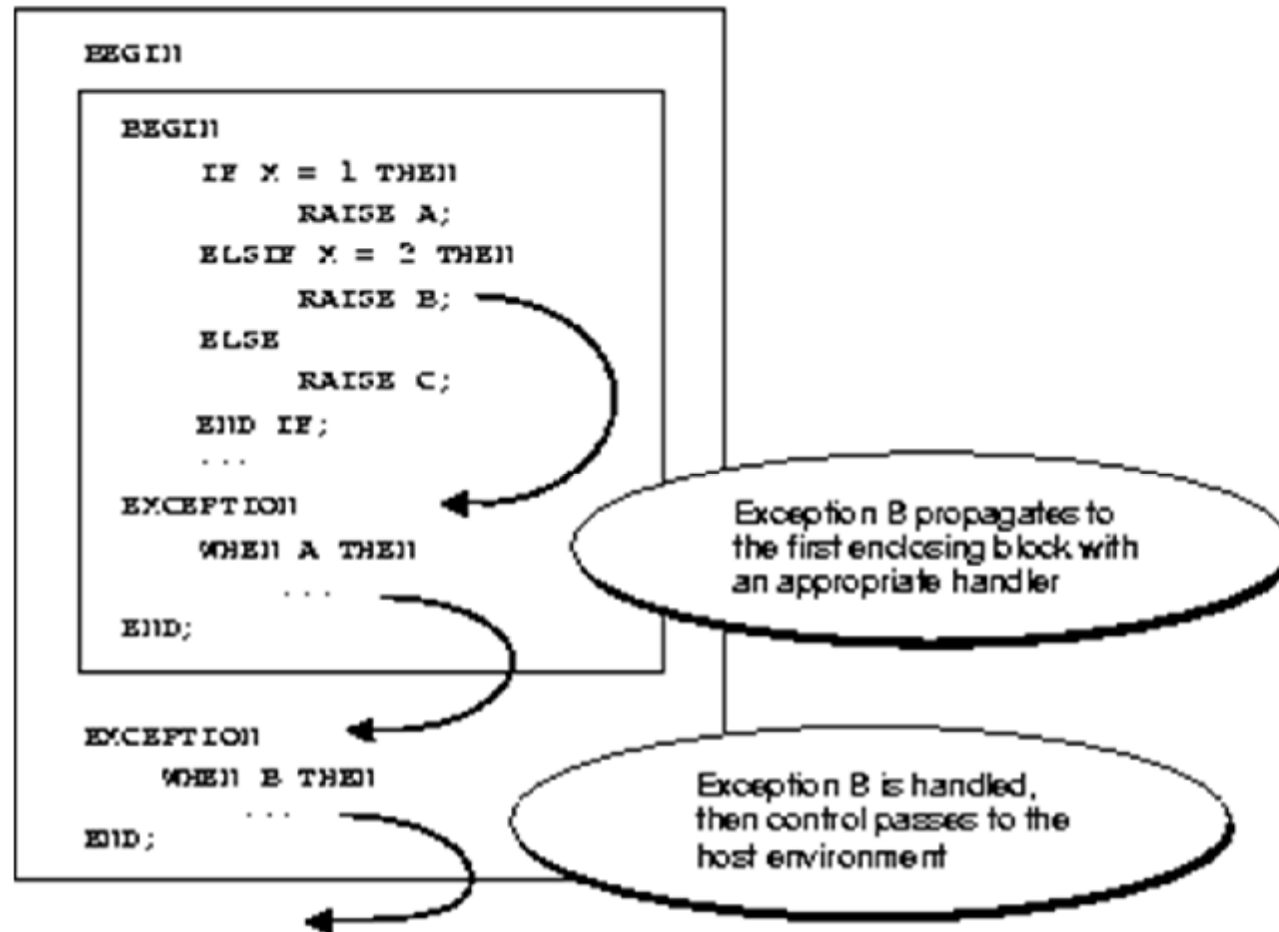 BEGIN
BEGIN
IF X = 1 THEN
RAISE A;
ELSIF X = 2 THEN
RAISE B;
ELSE
RAISE C;
END IF;
...
EXCEPTION
WHEN A THEN
...
END;
Exception B propagates to
the first enclosing block with
an appropriate handler
EXCEPTION
WHEN B THEN
...
END;
Exception B is handled,
then control passes to the
host environment